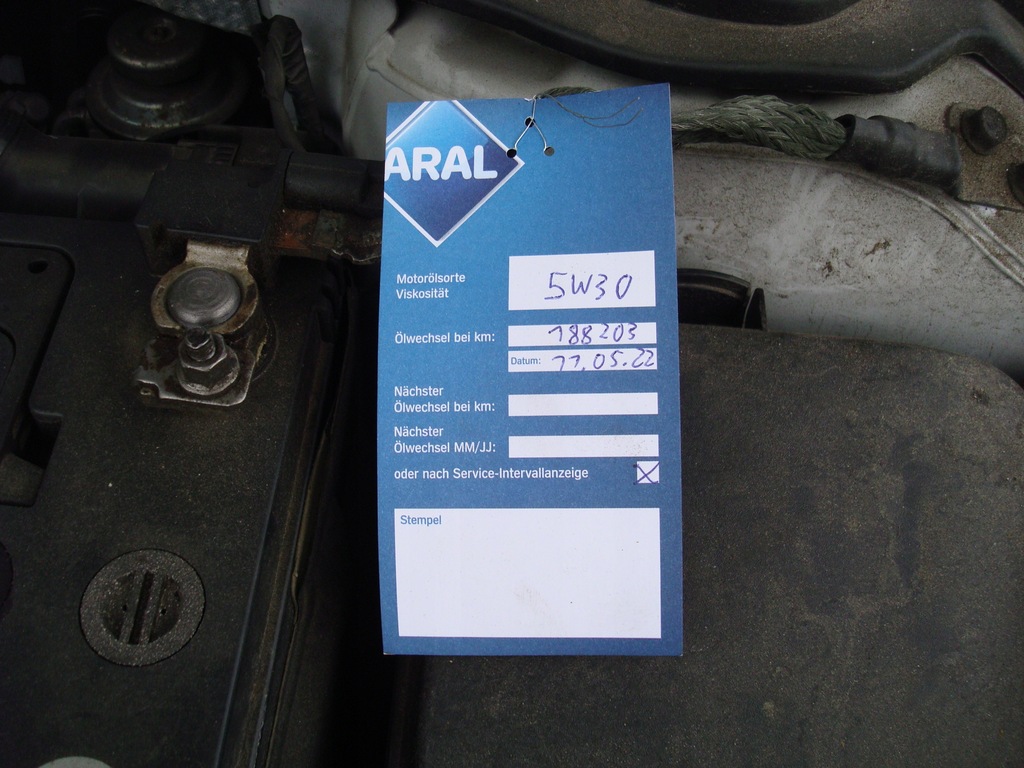 ARAL
Motorölsorte
Viskosität
5W30
Ölwechsel bei km:
188203
Datum: 11.05.22
Nächster
Ölwechsel bei km:
Nächster
Ölwechsel MM/JJ:
oder nach Service-Intervallanzeige X
Stempel